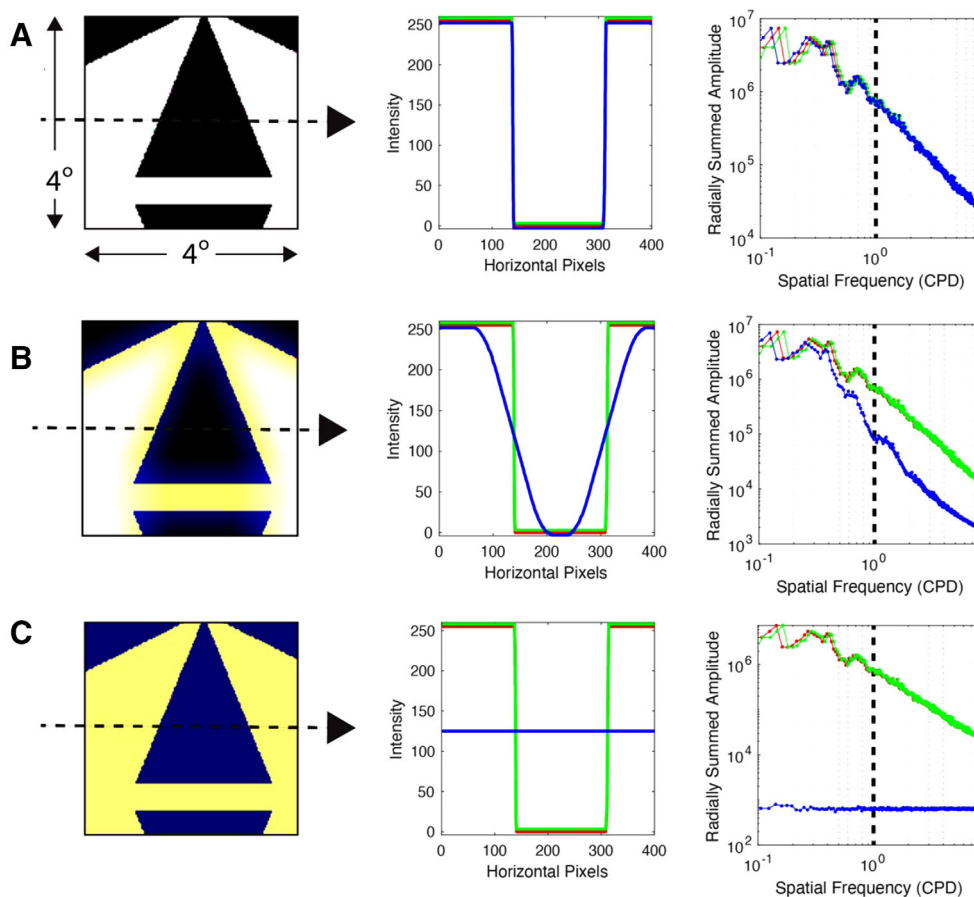 A
4°
4°
250
200
150
100
50
0
Intensity
0 100 200 300 400
Horizontal Pixels
10^7
10^6
10^5
10^4
Radially Summed Amplitude
10^-1 10^0
Spatial Frequency (CPD)
B
250
200
150
100
50
0
Intensity
0 100 200 300 400
Horizontal Pixels
10^7
10^6
10^5
10^4
10^3
Radially Summed Amplitude
10^-1 10^0
Spatial Frequency (CPD)
C
250
200
150
100
50
0
Intensity
0 100 200 300 400
Horizontal Pixels
10^6
10^4
10^2
Radially Summed Amplitude
10^-1 10^0
Spatial Frequency (CPD)